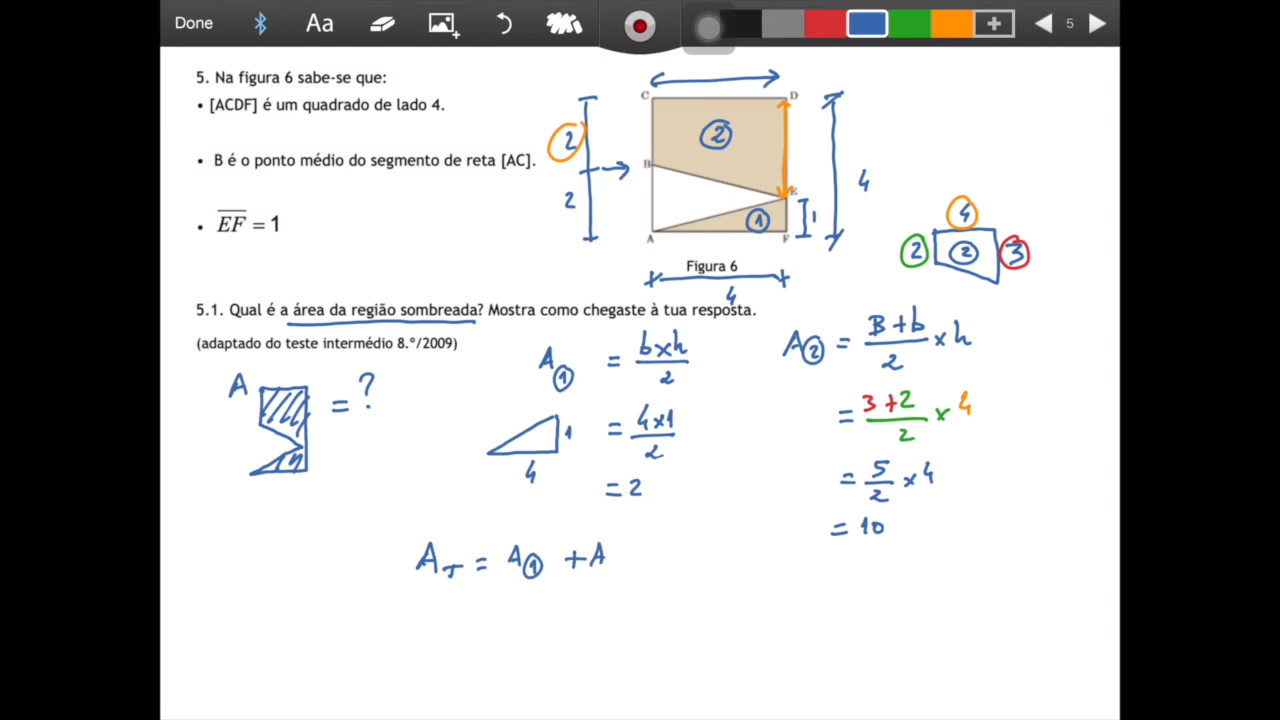 Done Aa 5
5. Na figura 6 sabe-se que:
• [ACDF] é um quadrado de lado 4.
• B é o ponto médio do segmento de reta [AC].
• EF = 1
2
2
C D
②
B
E
①
A F
1
4
Figura 6
4
4
2 ② 3
5.1. Qual é a área da região sombreada? Mostra como chegaste à tua resposta.
(adaptado do teste intermédio 8.º/2009)
A = ?
A① = b×h/2
1
4
= 4×1/2
= 2
A② = B+b/2 × h
= 3+2/2 × 4
= 5/2 × 4
= 10
A_T = A① + A